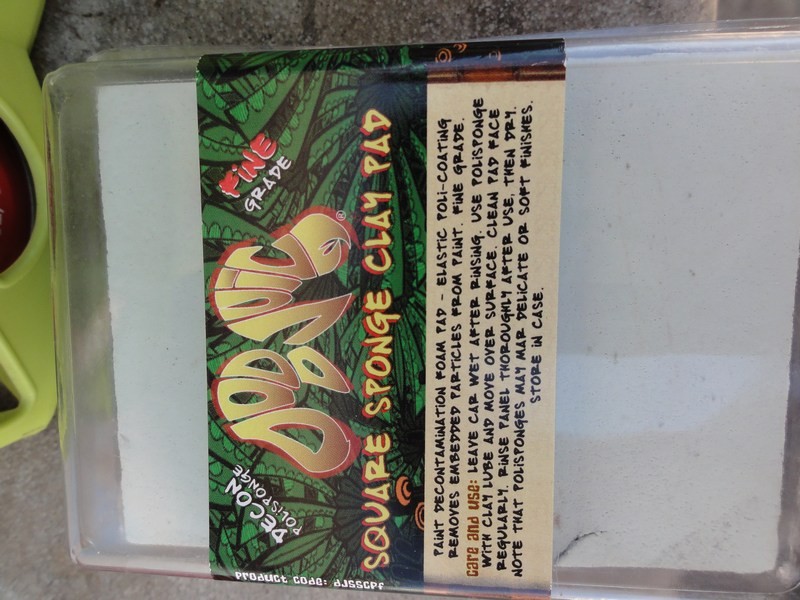 DECON
POLISPONGE
DODO
JUICE
®
FINE
GRADE
SQUARE SPONGE CLAY PAD
PRODUCT CODE: DJSSCPF
PAINT DECONTAMINATION FOAM PAD - ELASTIC POLI-COATING
REMOVES EMBEDDED PARTICLES FROM PAINT. FINE GRADE.
CARE AND USE: LEAVE CAR WET AFTER RINSING. USE POLISPONGE
WITH CLAY LUBE AND MOVE OVER SURFACE. CLEAN PAD FACE
REGULARLY. RINSE PANEL THOROUGHLY AFTER USE, THEN DRY.
NOTE THAT POLISPONGES MAY MAR DELICATE OR SOFT FINISHES.
STORE IN CASE.